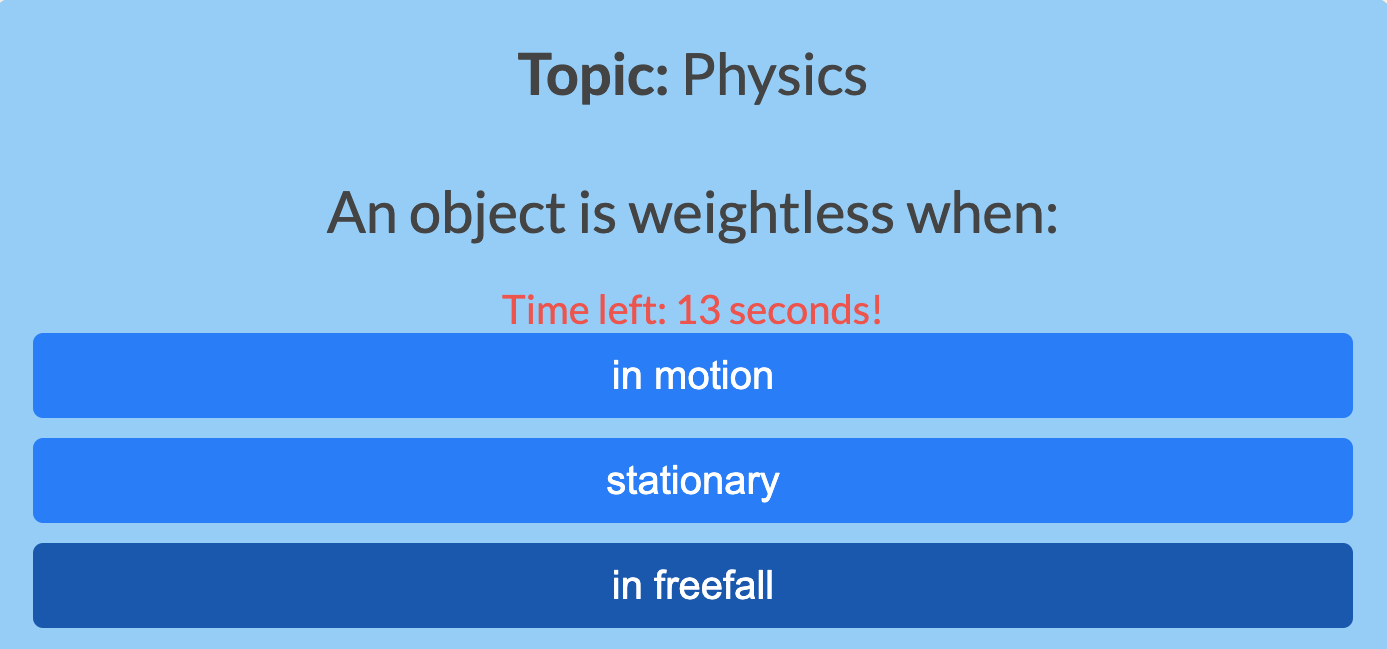 Topic: Physics
An object is weightless when:
Time left: 13 seconds!
in motion
stationary
in freefall